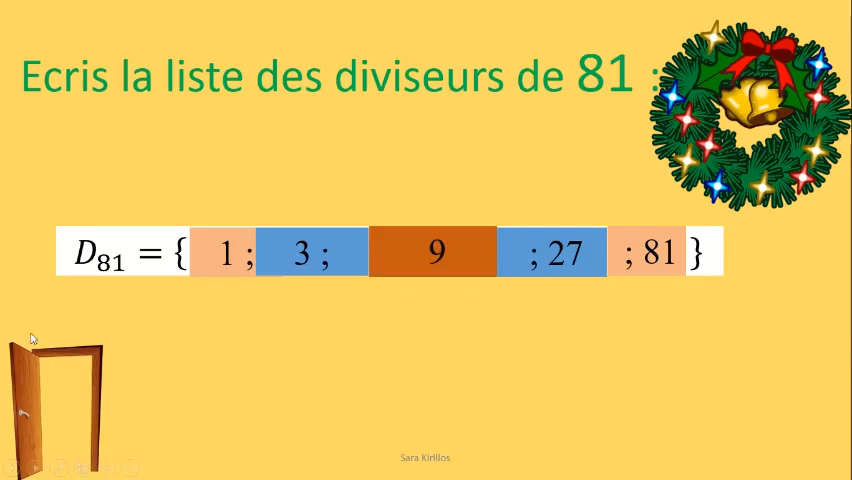 Ecris la liste des diviseurs de 81 :
D₈₁ = { 1 ; 3 ; 9 ; 27 ; 81 }
Sara Kirillos